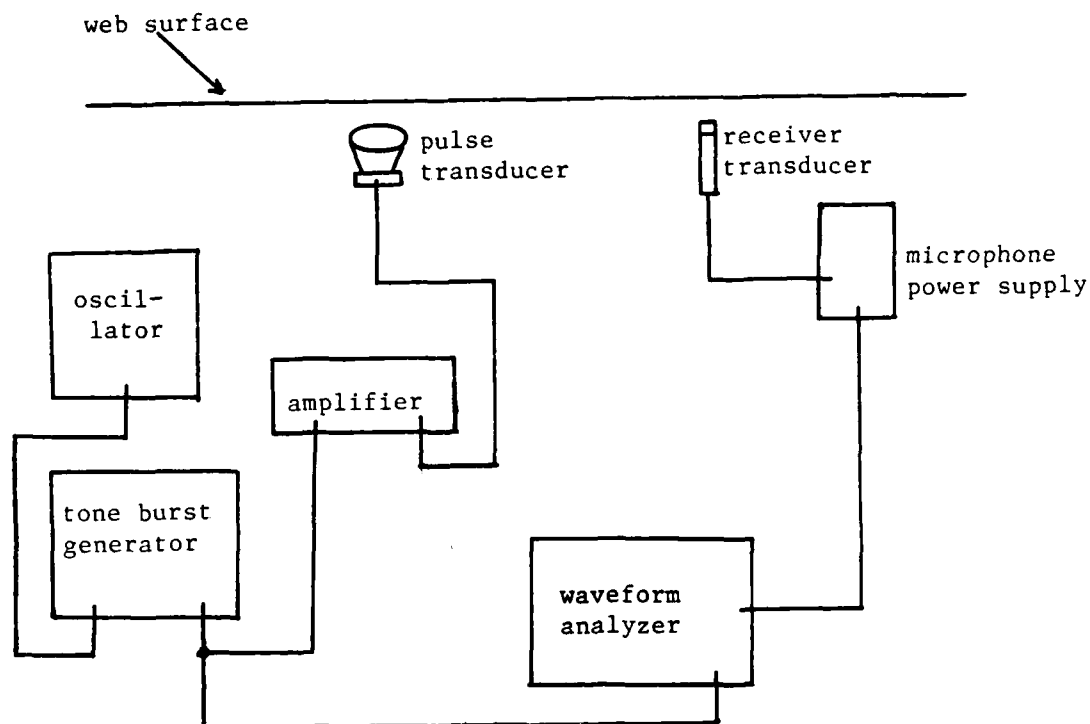 web surface
pulse
transducer
receiver
transducer
microphone
power supply
oscil-
lator
amplifier
tone burst
generator
waveform
analyzer